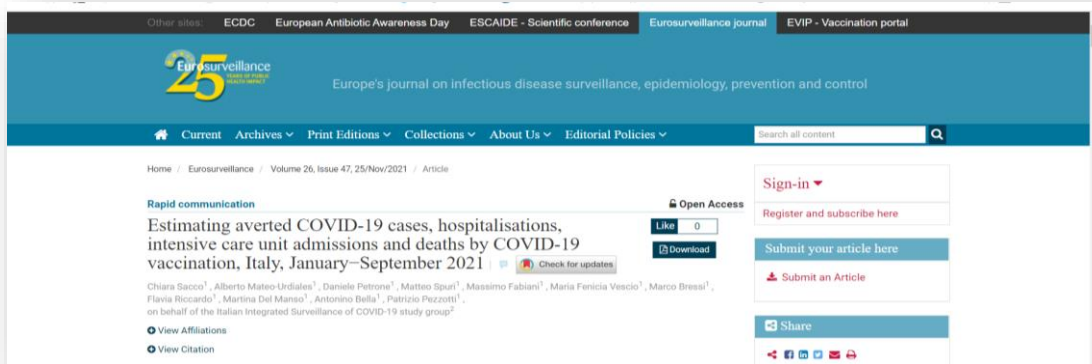 Other sites: ECDC European Antibiotic Awareness Day ESCAIDE - Scientific conference Eurosurveillance journal EVIP - Vaccination portal
Eurosurveillance
25 YEARS OF PUBLIC HEALTH IMPACT
Europe's journal on infectious disease surveillance, epidemiology, prevention and control
Current Archives Print Editions Collections About Us Editorial Policies Search all content
Home / Eurosurveillance / Volume 26, Issue 47, 25/Nov/2021 / Article
Rapid communication Open Access
Estimating averted COVID-19 cases, hospitalisations,
intensive care unit admissions and deaths by COVID-19
vaccination, Italy, January–September 2021 Check for updates
Like 0
Download
Chiara Sacco1, Alberto Mateo-Urdiales1, Daniele Petrone1, Matteo Spuri1, Massimo Fabiani1, Maria Fenicia Vescio1, Marco Bressi1,
Flavia Riccardo1, Martina Del Manso1, Antonino Bella1, Patrizio Pezzotti1,
on behalf of the Italian Integrated Surveillance of COVID-19 study group2
View Affiliations
View Citation
Sign-in
Register and subscribe here
Submit your article here
Submit an Article
Share